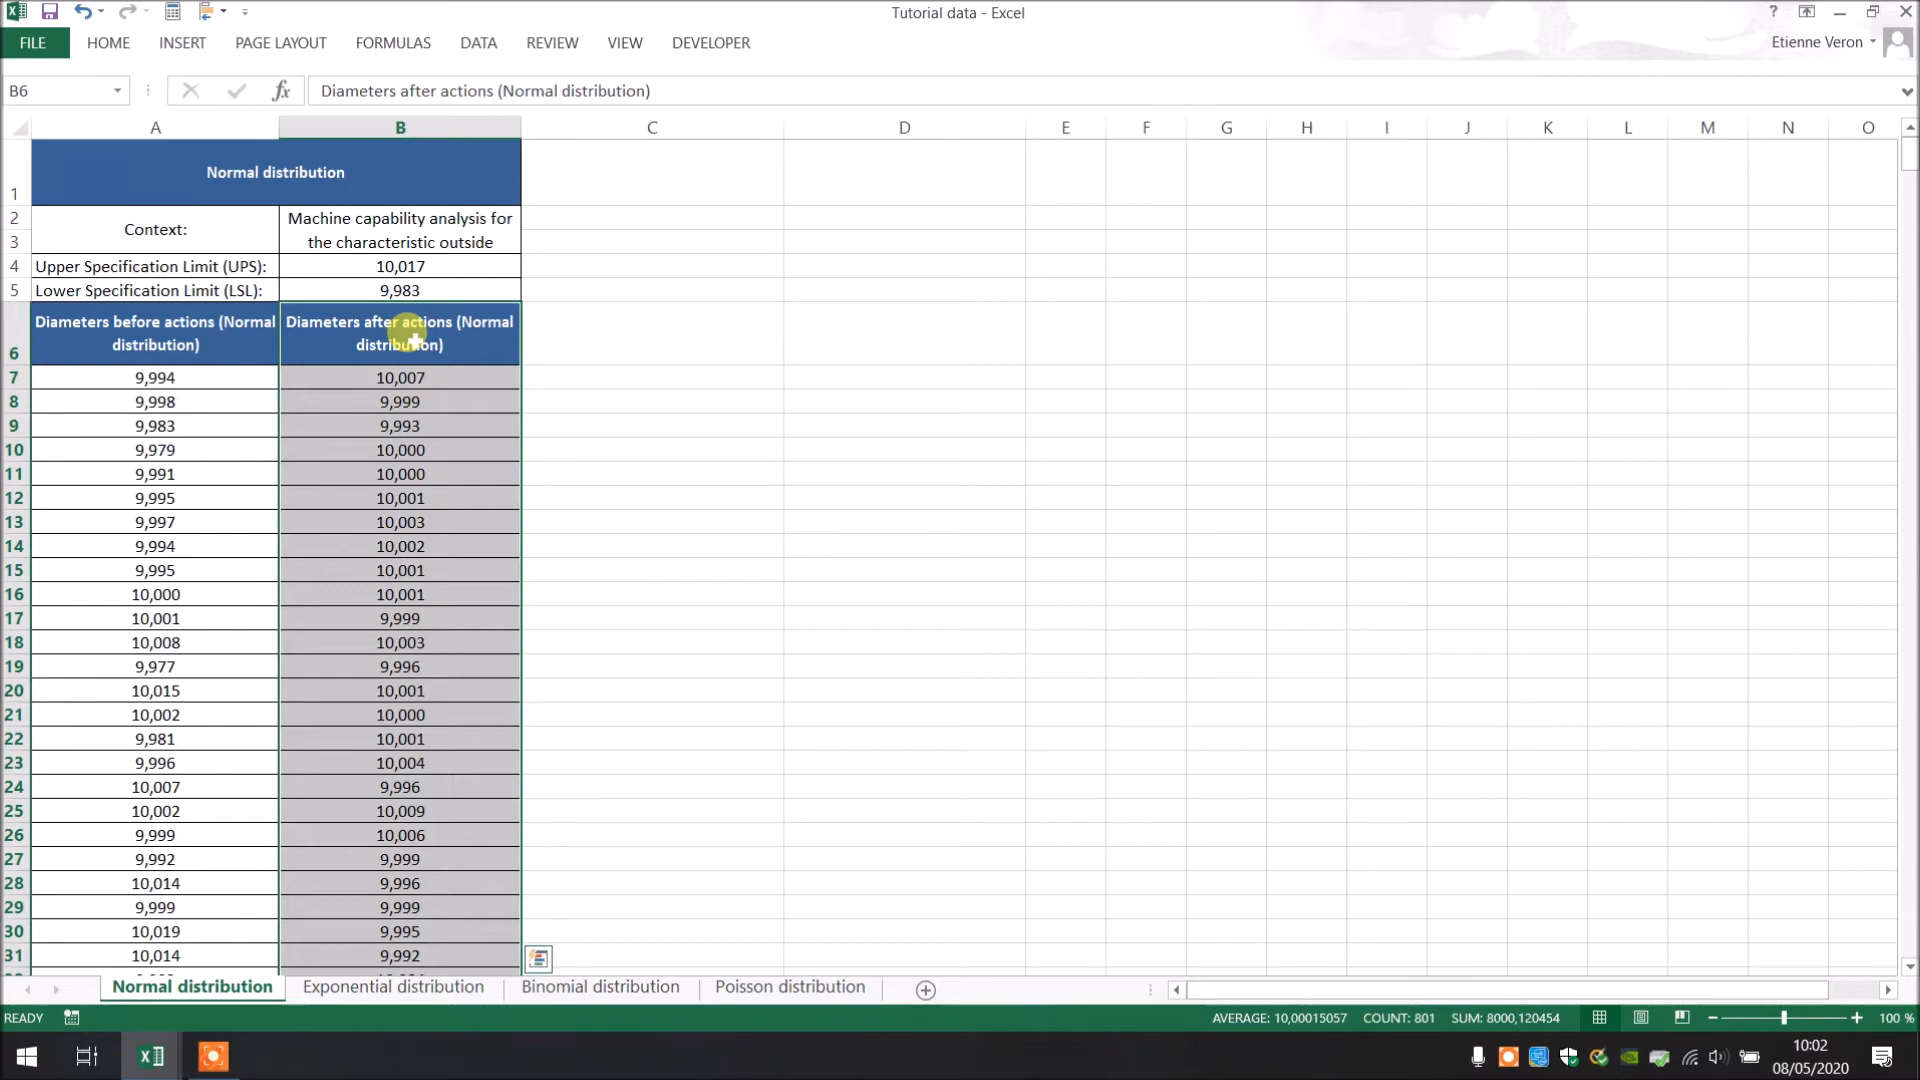 Tutorial data - Excel
?
FILE HOME INSERT PAGE LAYOUT FORMULAS DATA REVIEW VIEW DEVELOPER
Etienne Veron
B6 fx Diameters after actions (Normal distribution)
A B C D E F G H I J K L M N O
1 Normal distribution
2 Machine capability analysis for
Context:
3 the characteristic outside
4 Upper Specification Limit (UPS): 10,017
5 Lower Specification Limit (LSL): 9,983
Diameters before actions (Normal Diameters after actions (Normal
6 distribution) distribution)
7 9,994 10,007
8 9,998 9,999
9 9,983 9,993
10 9,979 10,000
11 9,991 10,000
12 9,995 10,001
13 9,997 10,003
14 9,994 10,002
15 9,995 10,001
16 10,000 10,001
17 10,001 9,999
18 10,008 10,003
19 9,977 9,996
20 10,015 10,001
21 10,002 10,000
22 9,981 10,001
23 9,996 10,004
24 10,007 9,996
25 10,002 10,009
26 9,999 10,006
27 9,992 9,999
28 10,014 9,996
29 9,999 9,999
30 10,019 9,995
31 10,014 9,992
Normal distribution Exponential distribution Binomial distribution Poisson distribution
READY AVERAGE: 10,00015057 COUNT: 801 SUM: 8000,120454 100 %
10:02
08/05/2020